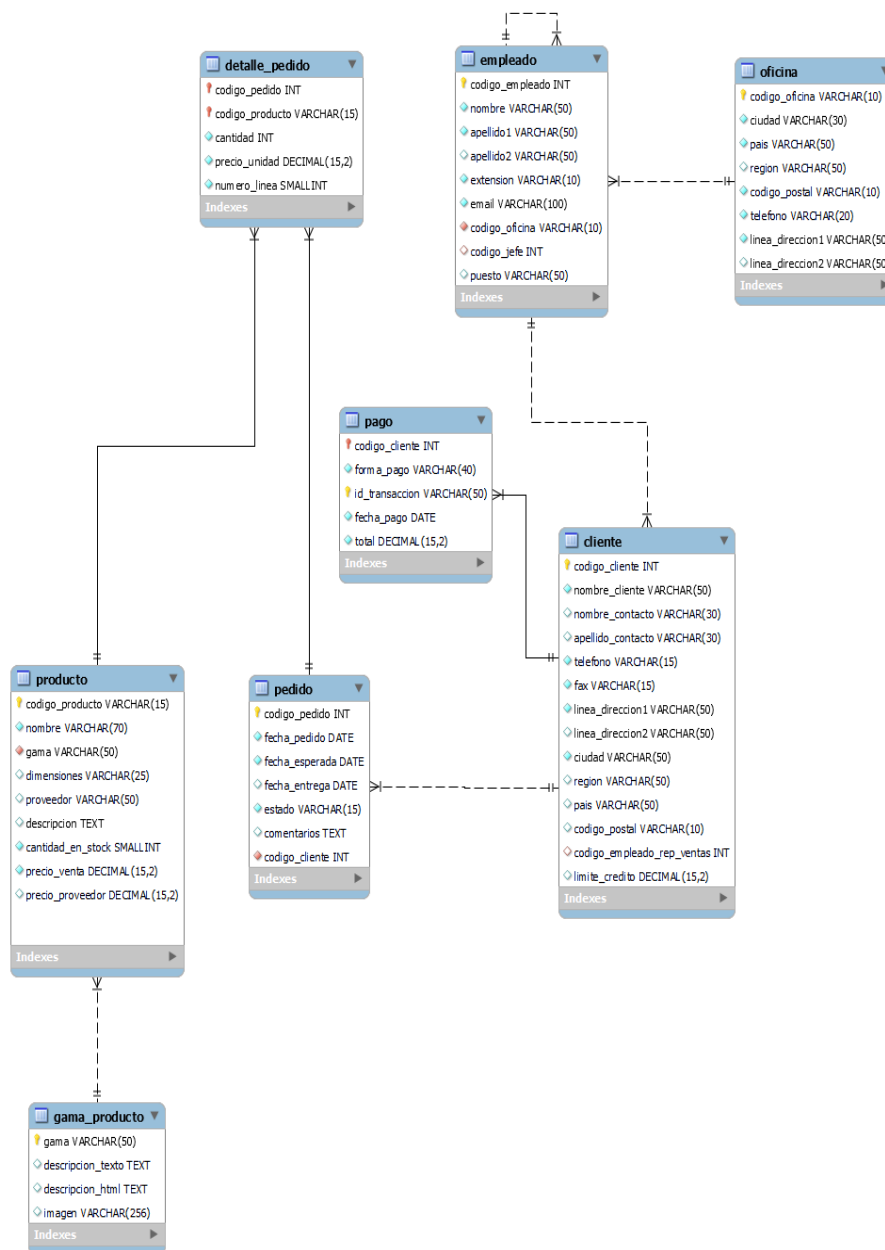 detalle_pedido
codigo_pedido INT
codigo_producto VARCHAR(15)
cantidad INT
precio_unidad DECIMAL(15,2)
numero_linea SMALLINT
Indexes
empleado
codigo_empleado INT
nombre VARCHAR(50)
apellido1 VARCHAR(50)
apellido2 VARCHAR(50)
extension VARCHAR(10)
email VARCHAR(100)
codigo_oficina VARCHAR(10)
codigo_jefe INT
puesto VARCHAR(50)
Indexes
oficina
codigo_oficina VARCHAR(10)
ciudad VARCHAR(30)
pais VARCHAR(50)
region VARCHAR(50)
codigo_postal VARCHAR(10)
telefono VARCHAR(20)
linea_direccion1 VARCHAR(50
linea_direccion2 VARCHAR(50
Indexes
pago
codigo_cliente INT
forma_pago VARCHAR(40)
id_transaccion VARCHAR(50)
fecha_pago DATE
total DECIMAL(15,2)
Indexes
cliente
codigo_cliente INT
nombre_cliente VARCHAR(50)
nombre_contacto VARCHAR(30)
apellido_contacto VARCHAR(30)
telefono VARCHAR(15)
fax VARCHAR(15)
linea_direccion1 VARCHAR(50)
linea_direccion2 VARCHAR(50)
ciudad VARCHAR(50)
region VARCHAR(50)
pais VARCHAR(50)
codigo_postal VARCHAR(10)
codigo_empleado_rep_ventas INT
limite_credito DECIMAL(15,2)
Indexes
producto
codigo_producto VARCHAR(15)
nombre VARCHAR(70)
gama VARCHAR(50)
dimensiones VARCHAR(25)
proveedor VARCHAR(50)
descripcion TEXT
cantidad_en_stock SMALLINT
precio_venta DECIMAL(15,2)
precio_proveedor DECIMAL(15,2)
Indexes
pedido
codigo_pedido INT
fecha_pedido DATE
fecha_esperada DATE
fecha_entrega DATE
estado VARCHAR(15)
comentarios TEXT
codigo_cliente INT
Indexes
gama_producto
gama VARCHAR(50)
descripcion_texto TEXT
descripcion_html TEXT
imagen VARCHAR(256)
Indexes